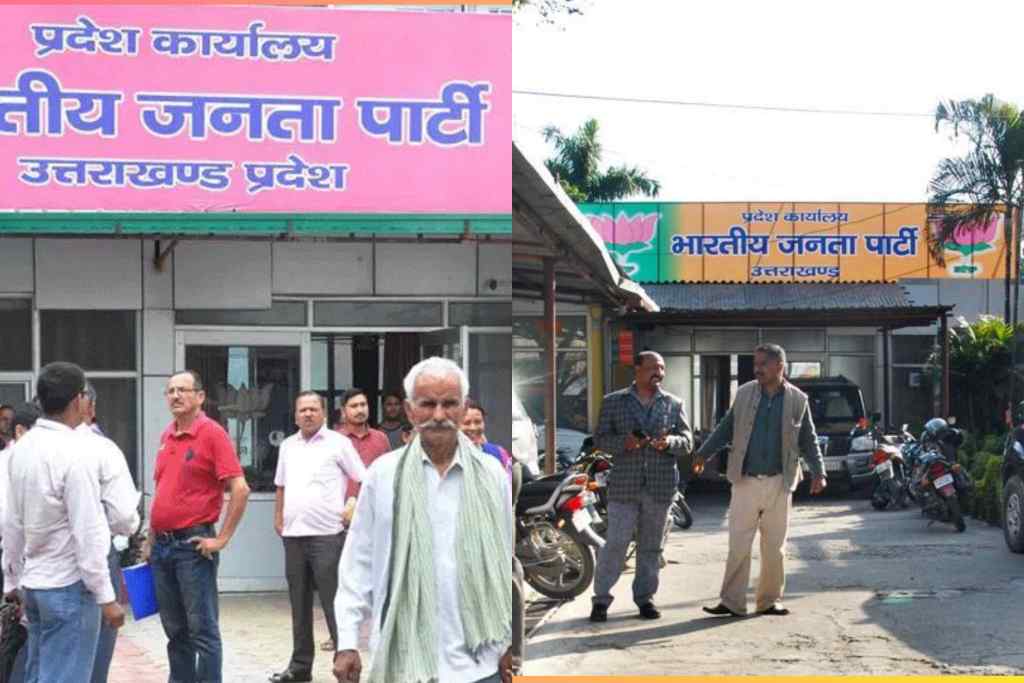 प्रदेश कार्यालय
तीय जनता पार्टी
उत्तराखण्ड प्रदेश
प्रदेश कार्यालय
भारतीय जनता पार्टी
उत्तराखण्ड